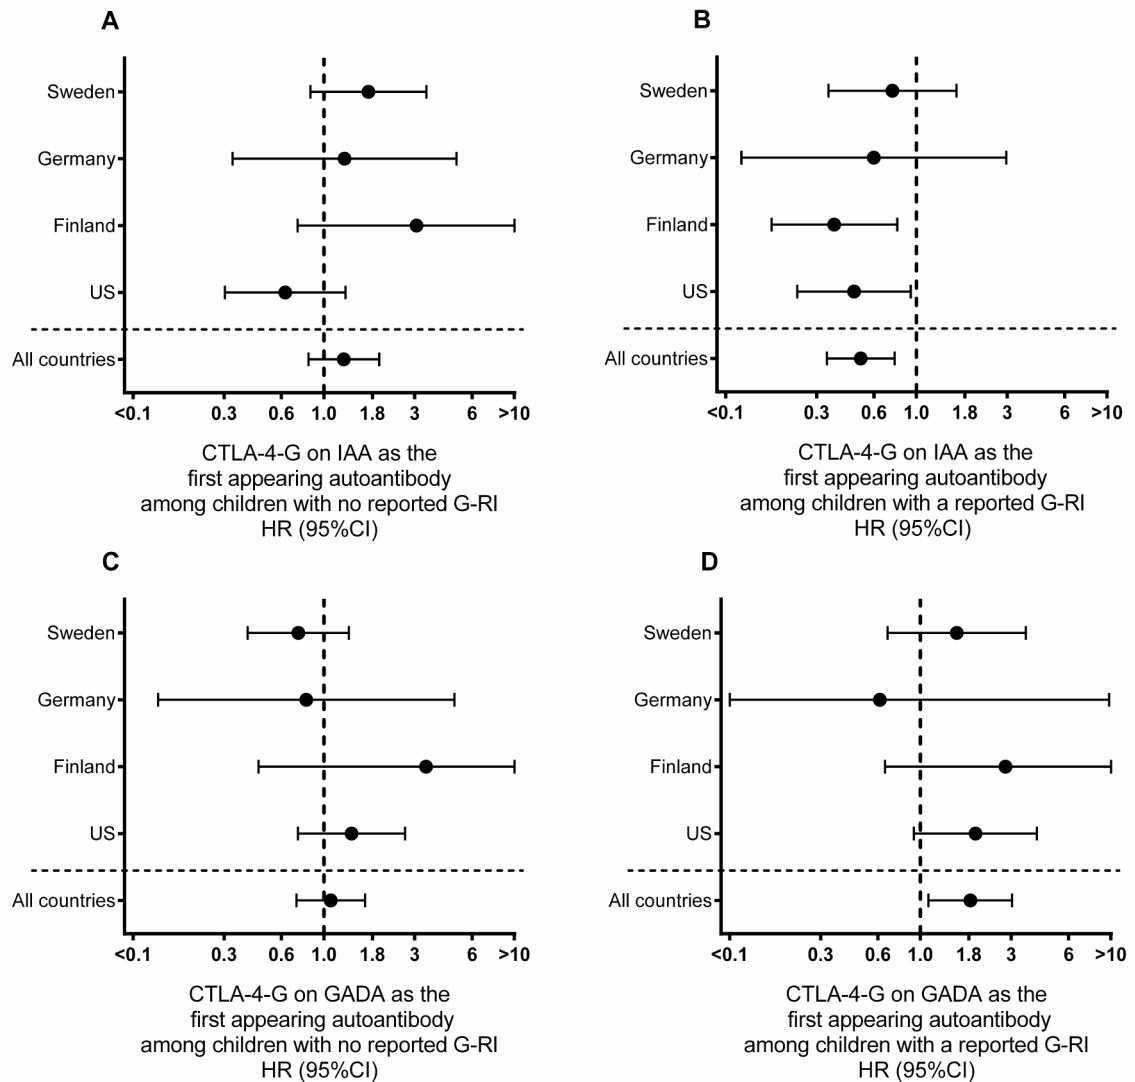 A
Sweden
Germany
Finland
US
All countries
<0.1 0.3 0.6 1.0 1.8 3 6 >10
CTLA-4-G on IAA as the
first appearing autoantibody
among children with no reported G-RI
HR (95%CI)
B
Sweden
Germany
Finland
US
All countries
<0.1 0.3 0.6 1.0 1.8 3 6 >10
CTLA-4-G on IAA as the
first appearing autoantibody
among children with a reported G-RI
HR (95%CI)
C
Sweden
Germany
Finland
US
All countries
<0.1 0.3 0.6 1.0 1.8 3 6 >10
CTLA-4-G on GADA as the
first appearing autoantibody
among children with no reported G-RI
HR (95%CI)
D
Sweden
Germany
Finland
US
All countries
<0.1 0.3 0.6 1.0 1.8 3 6 >10
CTLA-4-G on GADA as the
first appearing autoantibody
among children with a reported G-RI
HR (95%CI)